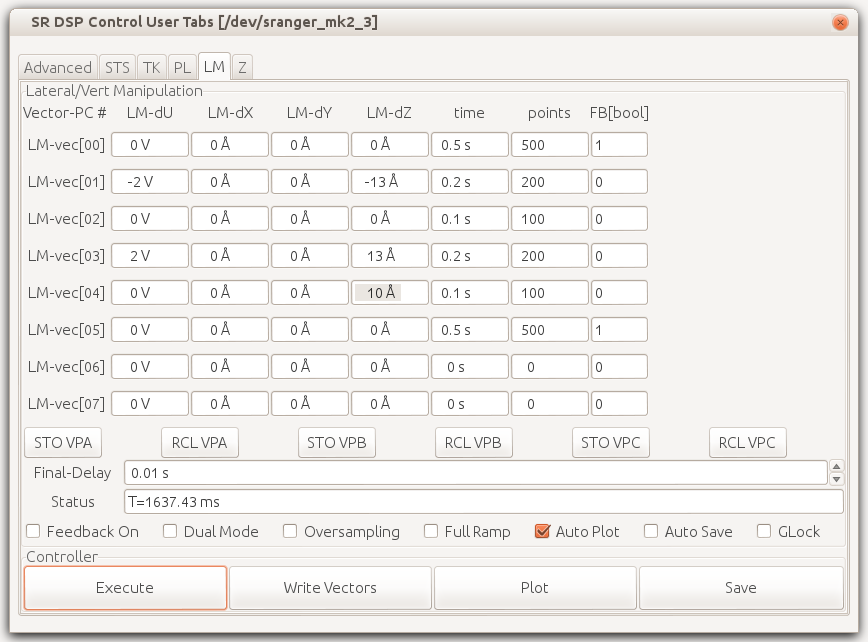 SR DSP Control User Tabs [/dev/sranger_mk2_3]
Advanced STS TK PL LM Z
Lateral/Vert Manipulation
Vector-PC # LM-dU LM-dX LM-dY LM-dZ time points FB[bool]
LM-vec[00] 0 V 0 Å 0 Å 0 Å 0.5 s 500 1
LM-vec[01] -2 V 0 Å 0 Å -13 Å 0.2 s 200 0
LM-vec[02] 0 V 0 Å 0 Å 0 Å 0.1 s 100 0
LM-vec[03] 2 V 0 Å 0 Å 13 Å 0.2 s 200 0
LM-vec[04] 0 V 0 Å 0 Å 10 Å 0.1 s 100 0
LM-vec[05] 0 V 0 Å 0 Å 0 Å 0.5 s 500 1
LM-vec[06] 0 V 0 Å 0 Å 0 Å 0 s 0 0
LM-vec[07] 0 V 0 Å 0 Å 0 Å 0 s 0 0
STO VPA RCL VPA STO VPB RCL VPB STO VPC RCL VPC
Final-Delay 0.01 s
Status T=1637.43 ms
Feedback On Dual Mode Oversampling Full Ramp Auto Plot Auto Save GLock
Controller
Execute Write Vectors Plot Save